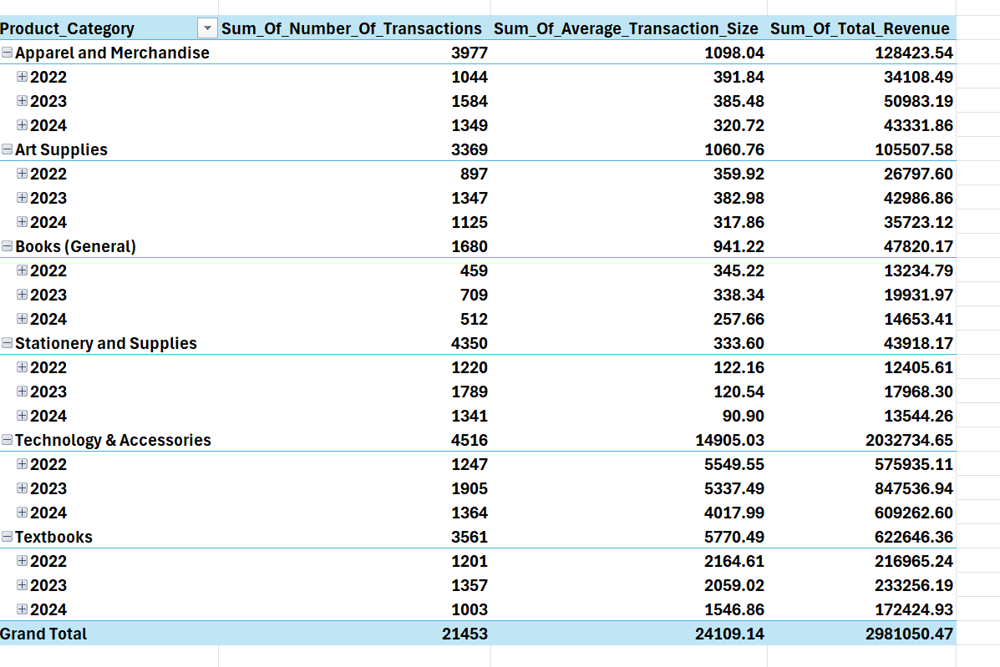 Product_Category Sum_Of_Number_Of_Transactions Sum_Of_Average_Transaction_Size Sum_Of_Total_Revenue
Apparel and Merchandise 3977 1098.04 128423.54
2022 1044 391.84 34108.49
2023 1584 385.48 50983.19
2024 1349 320.72 43331.86
Art Supplies 3369 1060.76 105507.58
2022 897 359.92 26797.60
2023 1347 382.98 42986.86
2024 1125 317.86 35723.12
Books (General) 1680 941.22 47820.17
2022 459 345.22 13234.79
2023 709 338.34 19931.97
2024 512 257.66 14653.41
Stationery and Supplies 4350 333.60 43918.17
2022 1220 122.16 12405.61
2023 1789 120.54 17968.30
2024 1341 90.90 13544.26
Technology & Accessories 4516 14905.03 2032734.65
2022 1247 5549.55 575935.11
2023 1905 5337.49 847536.94
2024 1364 4017.99 609262.60
Textbooks 3561 5770.49 622646.36
2022 1201 2164.61 216965.24
2023 1357 2059.02 233256.19
2024 1003 1546.86 172424.93
Grand Total 21453 24109.14 2981050.47